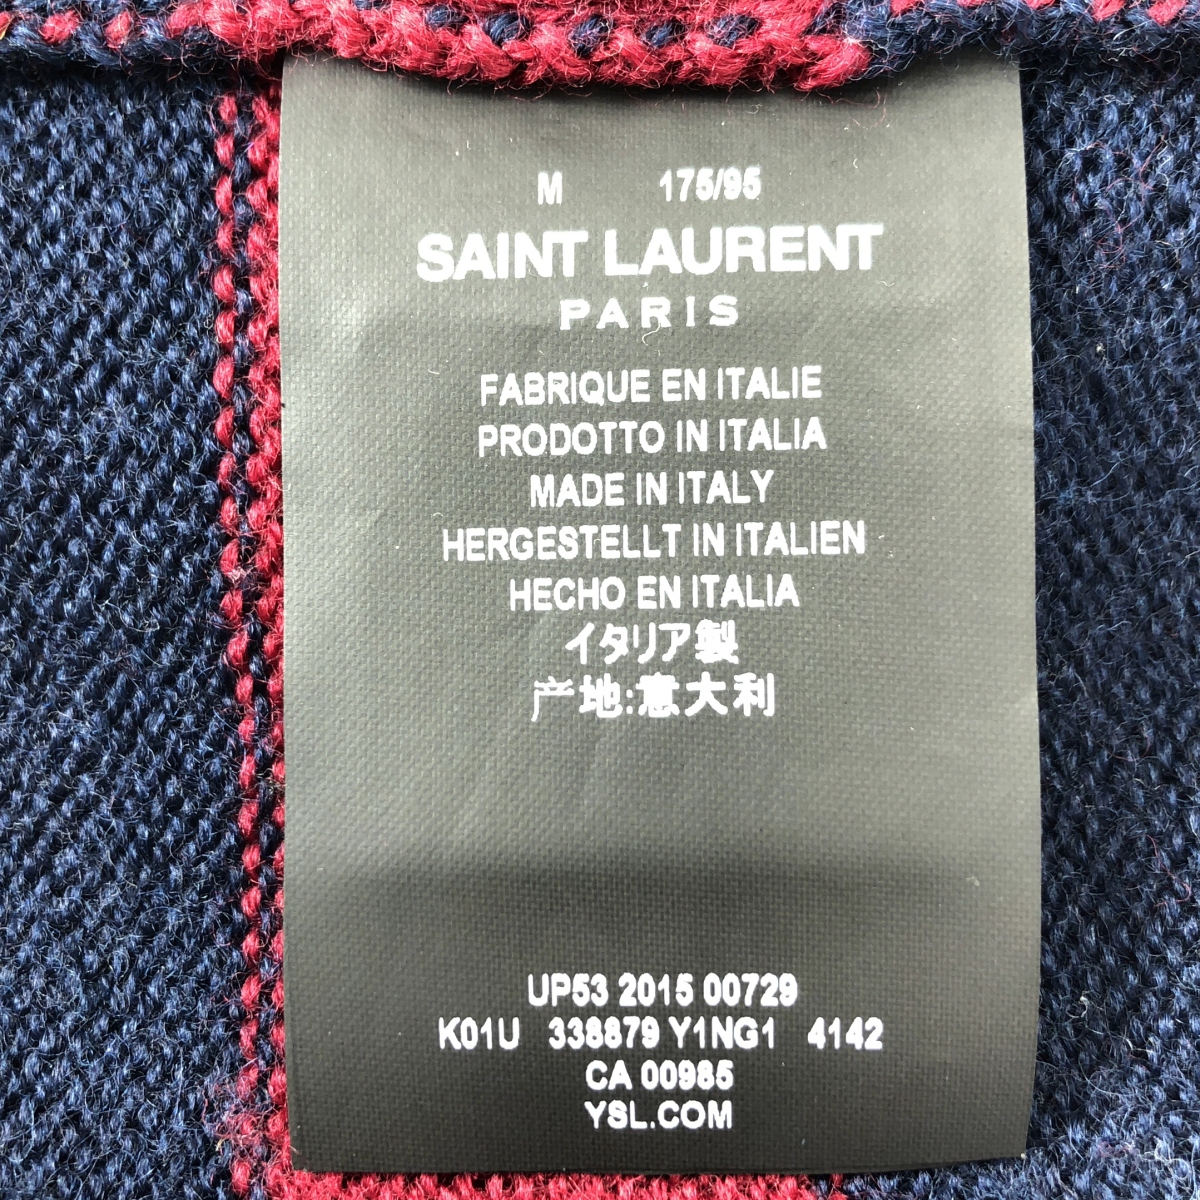 M 175/95
SAINT LAURENT
PARIS
FABRIQUE EN ITALIE
PRODOTTO IN ITALIA
MADE IN ITALY
HERGESTELLT IN ITALIEN
HECHO EN ITALIA
イタリア製
产地:意大利
UP53 2015 00729
K01U 338879 Y1NG1 4142
CA 00985
YSL.COM